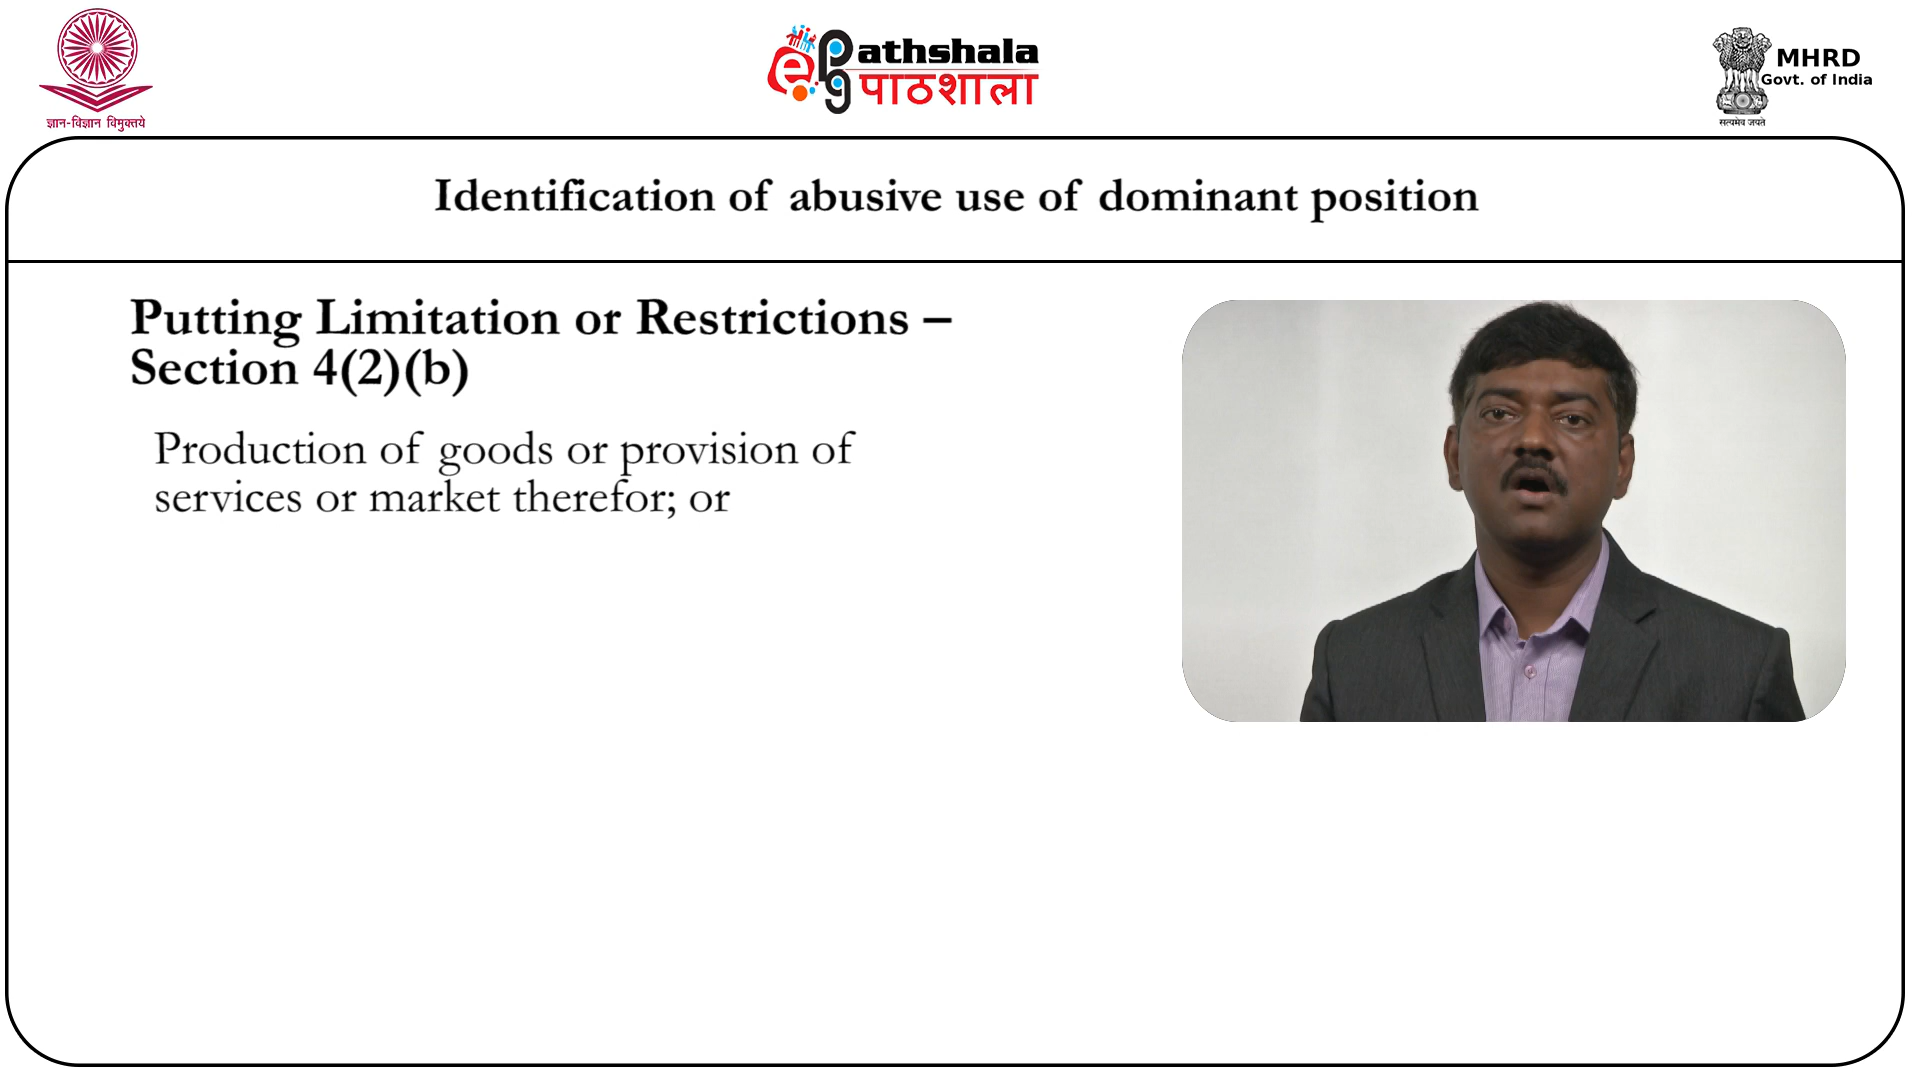 ज्ञान-विज्ञान विमुक्तये
ePathshala
पाठशाला
MHRD
Govt. of India
सत्यमेव जयते
Identification of abusive use of dominant position
Putting Limitation or Restrictions –
Section 4(2)(b)
Production of goods or provision of
services or market therefor; or